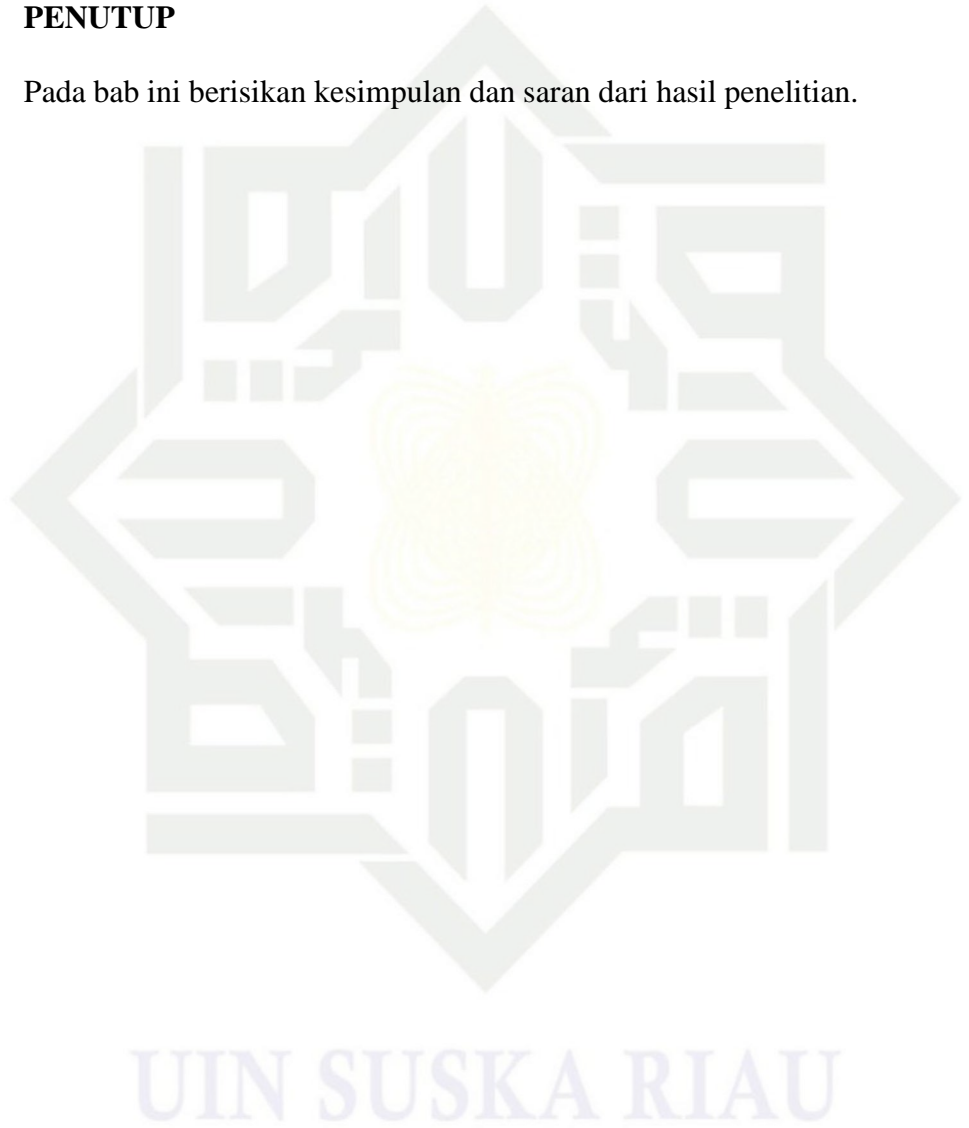 PENUTUP
Pada bab ini berisikan kesimpulan dan saran dari hasil penelitian.
UIN SUSKA RIAU